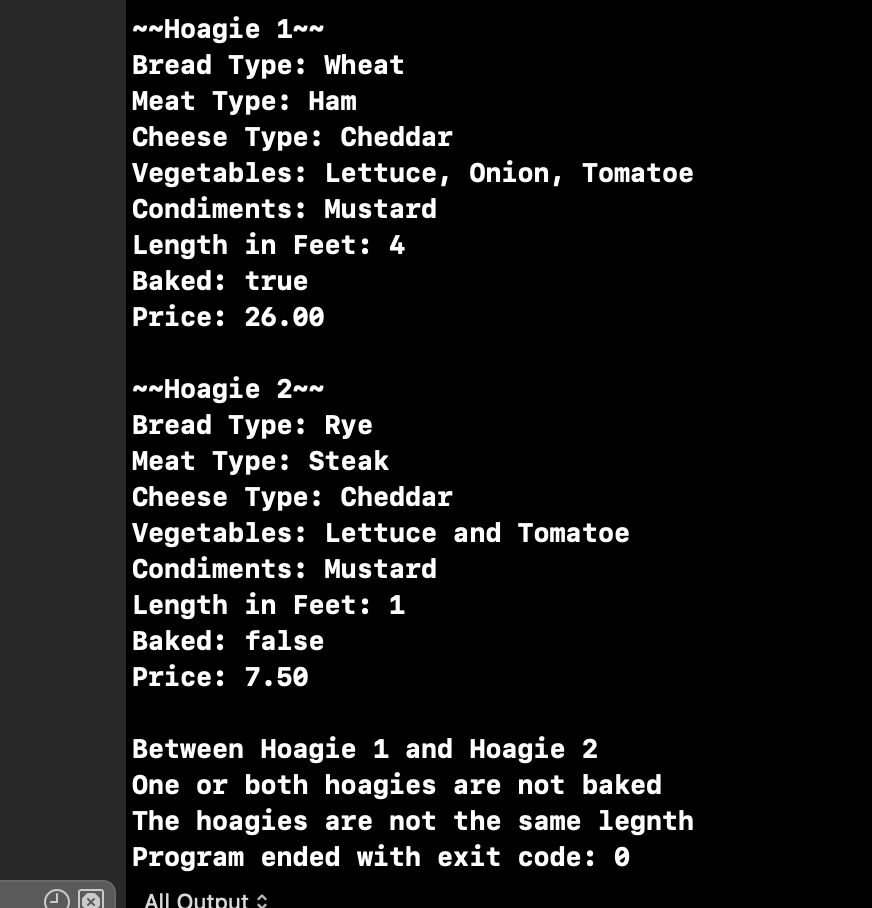 ~~Hoagie 1~~
Bread Type: Wheat
Meat Type: Ham
Cheese Type: Cheddar
Vegetables: Lettuce, Onion, Tomatoe
Condiments: Mustard
Length in Feet: 4
Baked: true
Price: 26.00
~~Hoagie 2~~
Bread Type: Rye
Meat Type: Steak
Cheese Type: Cheddar
Vegetables: Lettuce and Tomatoe
Condiments: Mustard
Length in Feet: 1
Baked: false
Price: 7.50
Between Hoagie 1 and Hoagie 2
One or both hoagies are not baked
The hoagies are not the same legnth
Program ended with exit code: 0
All Output